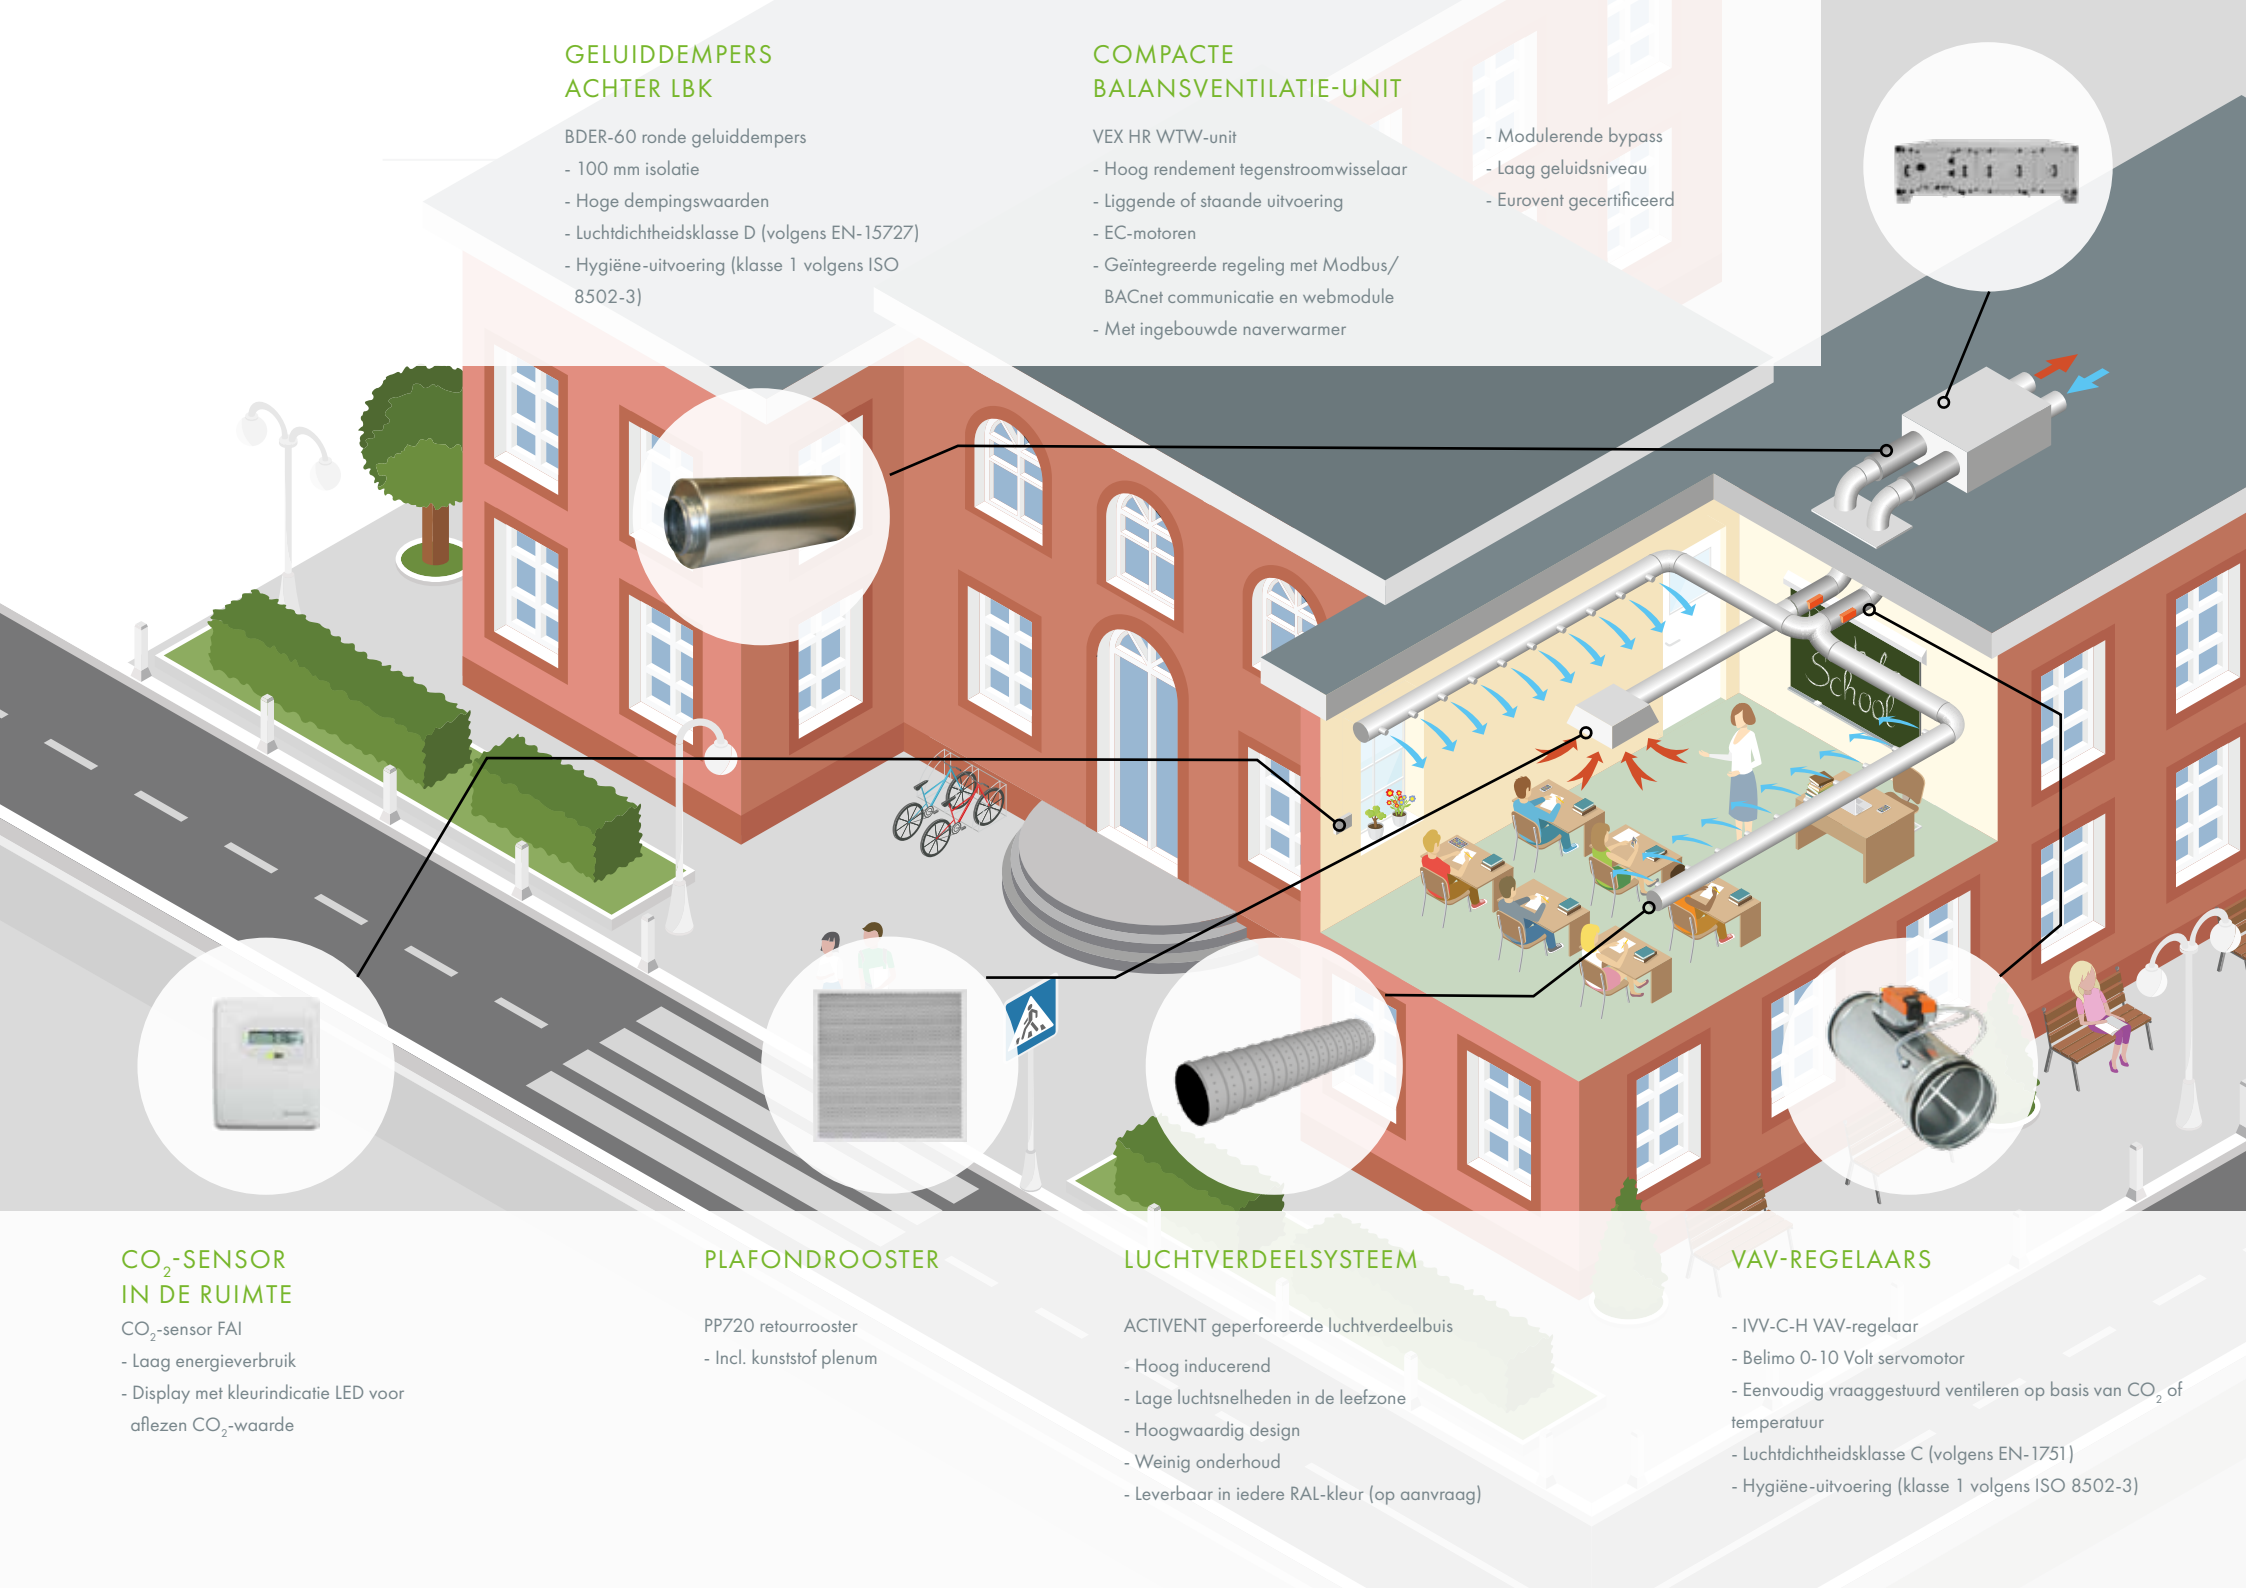 GELUIDDEMPERS
ACHTER LBK
BDER-60 ronde geluiddempers
- 100 mm isolatie
- Hoge dempingswaarden
- Luchtdichtheidsklasse D (volgens EN-15727)
- Hygiëne-uitvoering (klasse 1 volgens ISO
8502-3)
COMPACTE
BALANSVENTILATIE-UNIT
VEX HR WTW-unit
- Hoog rendement tegenstroomwisselaar
- Liggende of staande uitvoering
- EC-motoren
- Geïntegreerde regeling met Modbus/
BACnet communicatie en webmodule
- Met ingebouwde naverwarmer
- Modulerende bypass
- Laag geluidsniveau
- Eurovent gecertificeerd
School
CO₂-SENSOR
IN DE RUIMTE
CO₂-sensor FAI
- Laag energieverbruik
- Display met kleurindicatie LED voor
aflezen CO₂-waarde
PLAFONDROOSTER
PP720 retourrooster
- Incl. kunststof plenum
LUCHTVERDEELSYSTEEM
ACTIVENT geperforeerde luchtverdeelbuis
- Hoog inducerend
- Lage luchtsnelheden in de leefzone
- Hoogwaardig design
- Weinig onderhoud
- Leverbaar in iedere RAL-kleur (op aanvraag)
VAV-REGELAARS
- IVV-C-H VAV-regelaar
- Belimo 0-10 Volt servomotor
- Eenvoudig vraaggestuurd ventileren op basis van CO₂ of
temperatuur
- Luchtdichtheidsklasse C (volgens EN-1751)
- Hygiëne-uitvoering (klasse 1 volgens ISO 8502-3)